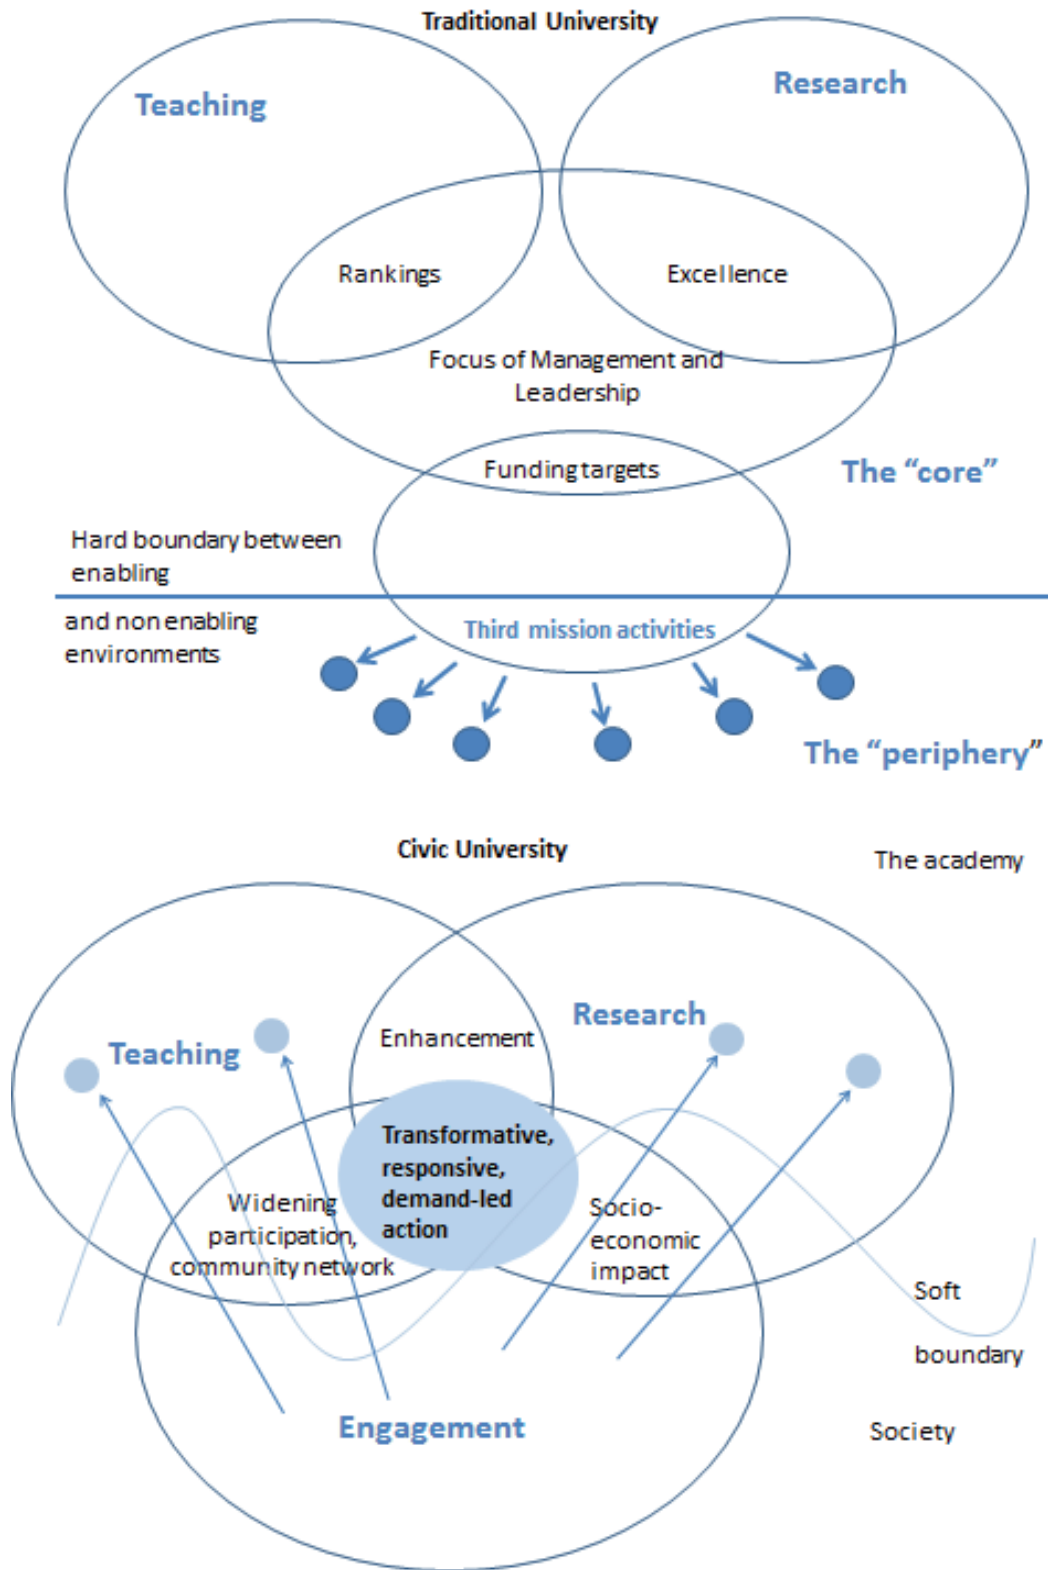 Traditional University
Teaching
Research
Rankings
Excellence
Focus of Management and
Leadership
Funding targets
The “core”
Hard boundary between
enabling
and non enabling
environments
Third mission activities
The “periphery”
Civic University
The academy
Teaching
Research
Enhancement
Transformative,
responsive,
demand-led
action
Widening
participation,
community network
Socio-
economic
impact
Soft
boundary
Engagement
Society